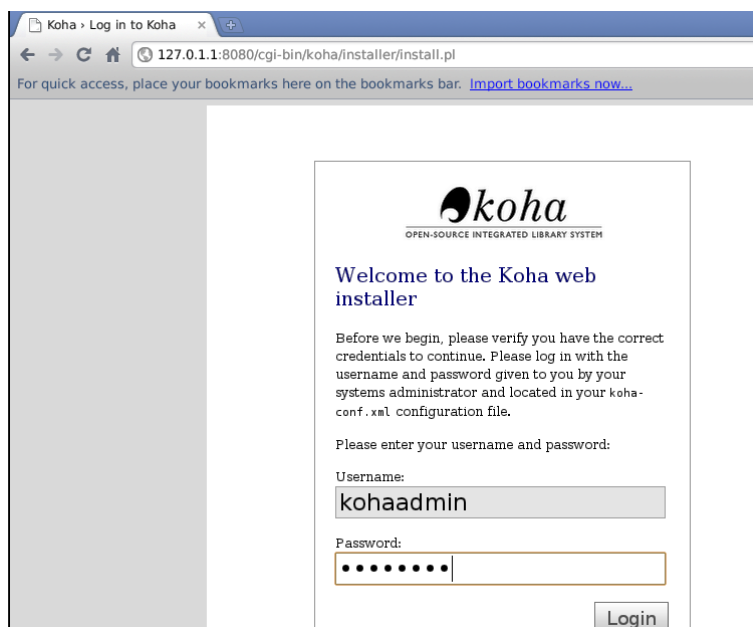 Koha › Log in to Koha
127.0.1.1:8080/cgi-bin/koha/installer/install.pl
For quick access, place your bookmarks here on the bookmarks bar. Import bookmarks now...
koha
OPEN-SOURCE INTEGRATED LIBRARY SYSTEM
Welcome to the Koha web
installer
Before we begin, please verify you have the correct
credentials to continue. Please log in with the
username and password given to you by your
systems administrator and located in your koha-
conf.xml configuration file.
Please enter your username and password:
Username:
kohaadmin
Password:
••••••••
Login